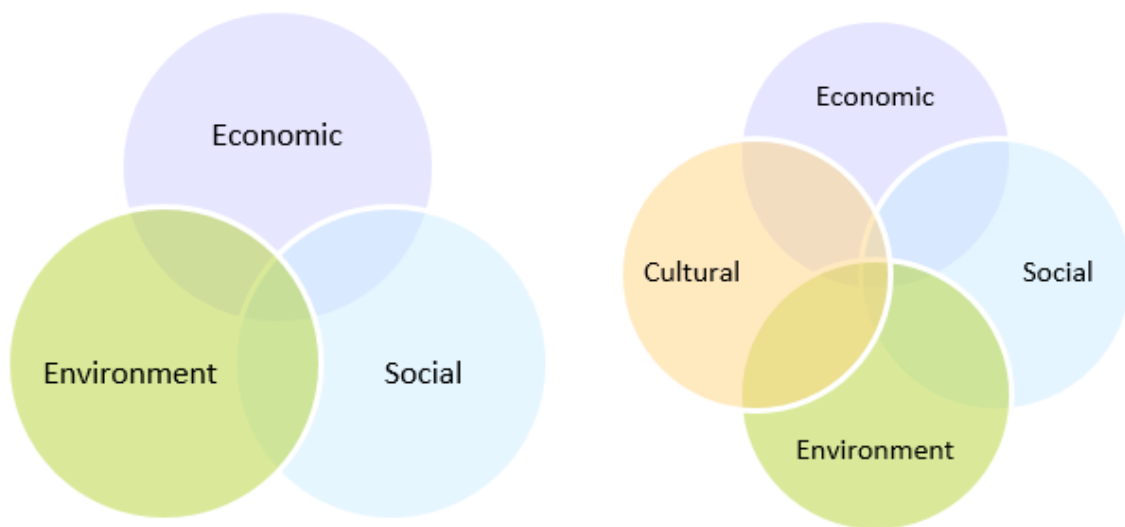 Economic
Environment
Social
Economic
Cultural
Social
Environment